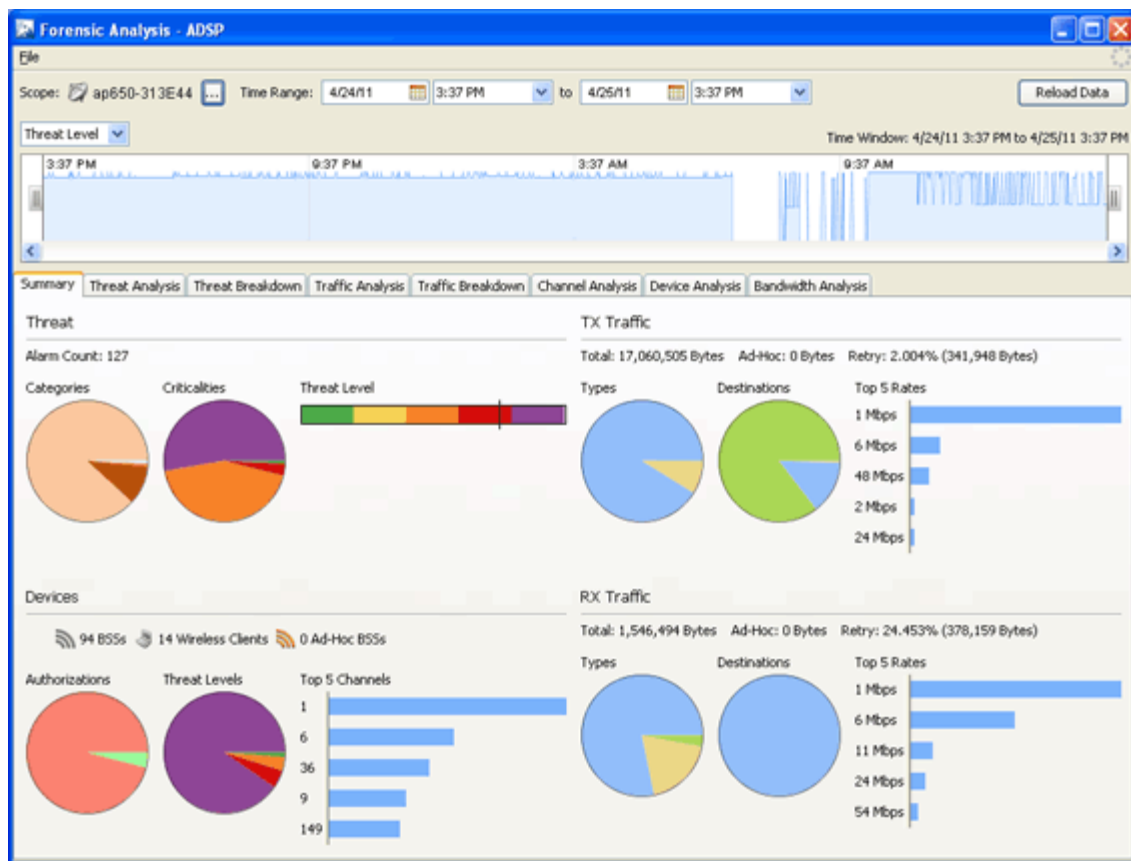 Forensic Analysis - ADSP
File
Scope: ap650-313E44 ... Time Range: 4/24/11 3:37 PM to 4/25/11 3:37 PM Reload Data
Threat Level Time Window: 4/24/11 3:37 PM to 4/25/11 3:37 PM
3:37 PM 9:37 PM 3:37 AM 9:37 AM
Summary Threat Analysis Threat Breakdown Traffic Analysis Traffic Breakdown Channel Analysis Device Analysis Bandwidth Analysis
Threat
Alarm Count: 127
Categories Criticalities Threat Level
TX Traffic
Total: 17,060,505 Bytes Ad-Hoc: 0 Bytes Retry: 2.004% (341,948 Bytes)
Types Destinations Top 5 Rates
1 Mbps
6 Mbps
48 Mbps
2 Mbps
24 Mbps
Devices
94 BSSs 14 Wireless Clients 0 Ad-Hoc BSSs
Authorizations Threat Levels Top 5 Channels
1
6
36
9
149
RX Traffic
Total: 1,546,494 Bytes Ad-Hoc: 0 Bytes Retry: 24.453% (378,159 Bytes)
Types Destinations Top 5 Rates
1 Mbps
6 Mbps
11 Mbps
24 Mbps
54 Mbps